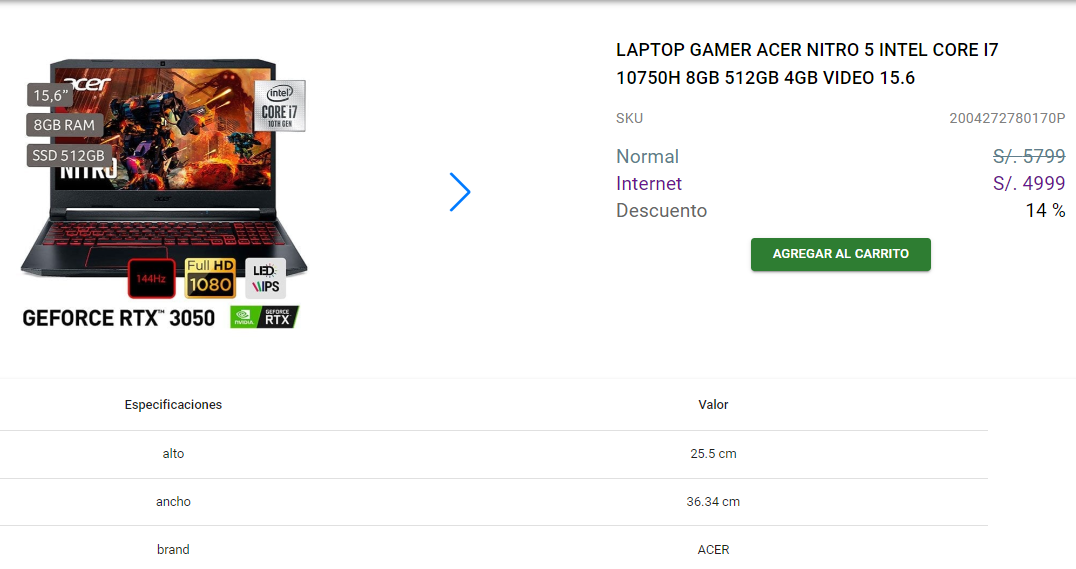 acer
15,6”
8GB RAM
SSD 512GB
NITRO
intel
CORE i7
10TH GEN
acer
144Hz
Full HD
1080
LED
IPS
GEFORCE RTX™ 3050
NVIDIA.
GEFORCE
RTX
LAPTOP GAMER ACER NITRO 5 INTEL CORE I7
10750H 8GB 512GB 4GB VIDEO 15.6
SKU 2004272780170P
Normal S/. 5799
Internet S/. 4999
Descuento 14 %
AGREGAR AL CARRITO
Especificaciones Valor
alto 25.5 cm
ancho 36.34 cm
brand ACER